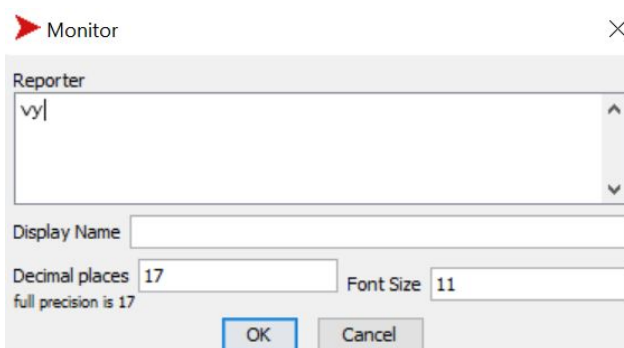 Monitor
Reporter
vy
Display Name
Decimal places 17 Font Size 11
full precision is 17
OK Cancel